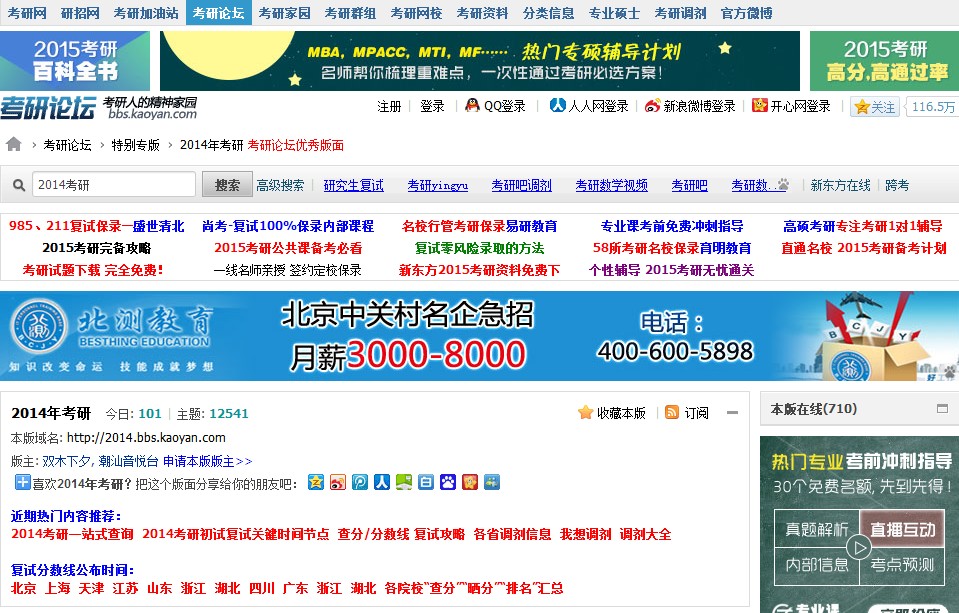 考研网 研招网 考研加油站 考研论坛 考研家园 考研群组 考研网校 考研资料 分类信息 专业硕士 考研调剂 官方微博
2015考研
百科全书
MBA, MPACC, MTI, MF…… 热门专硕辅导计划
名师帮你梳理重难点，一次性通过考研必选方案！
2015考研
高分,高通过率
考研论坛 考研人的精神家园
bbs.kaoyan.com
注册 登录 QQ登录 人人网登录 新浪微博登录 开心网登录 关注 116.5万
考研论坛 › 特别专版 › 2014年考研 考研论坛优秀版面
2014考研 搜索 高级搜索 研究生复试 考研yingyu 考研吧调剂 考研数学视频 考研吧 考研数... 新东方在线 跨考
985、211复试保录—盛世清北 尚考-复试100%保录内部课程 名校行管考研保录易研教育 专业课考前免费冲刺指导 高硕考研专注考研1对1辅导
2015考研完备攻略 2015考研公共课备考必看 复试零风险录取的方法 58所考研名校保录育明教育 直通名校 2015考研备考计划
考研试题下载 完全免费！ 一线名师亲授 签约定校保录 新东方2015考研资料免费下 个性辅导 2015考研无忧通关
北测教育
BESTHING EDUCATION
知识改变命运 技能成就梦想
北京中关村名企急招
月薪3000-8000
电话：
400-600-5898
B C J Y
2014年考研 今日: 101 | 主题: 12541 收藏本版 订阅
本版域名: http://2014.bbs.kaoyan.com
版主: 双木下夕, 潮汕音悦台 申请本版版主>>
喜欢2014年考研？把这个版面分享给你的朋友吧：
近期热门内容推荐：
2014考研一站式查询 2014考研初试复试关键时间节点 查分/分数线 复试攻略 各省调剂信息 我想调剂 调剂大全
复试分数线公布时间：
北京 上海 天津 江苏 山东 浙江 湖北 四川 广东 浙江 湖北 各院校“查分”“晒分”“排名”汇总
本版在线(710)
热门专业考前冲刺指导
30个免费名额, 先到先得！
真题解析 直播互动
内部信息 考点预测